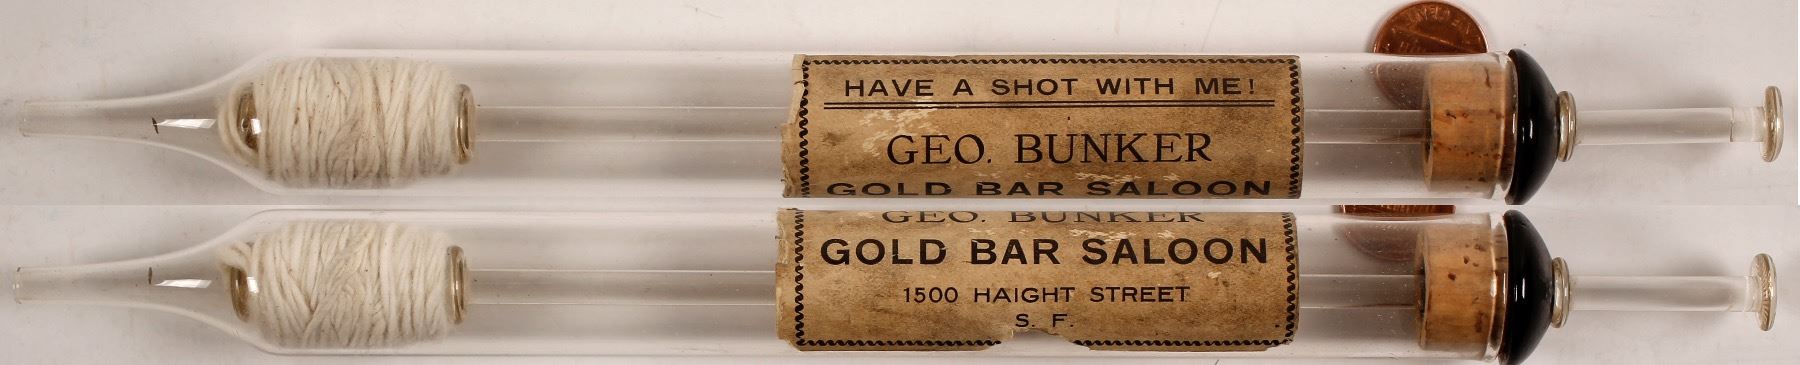 HAVE A SHOT WITH ME!
GEO. BUNKER
GOLD BAR SALOON
GEO. BUNKER
GOLD BAR SALOON
1500 HAIGHT STREET
S. F.